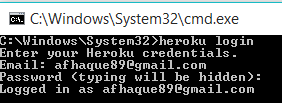 C:\Windows\System32\cmd.exe
C:\Windows\System32>heroku login
Enter your Heroku credentials.
Email: afhaque89@gmail.com
Password (typing will be hidden):
Logged in as afhaque89@gmail.com